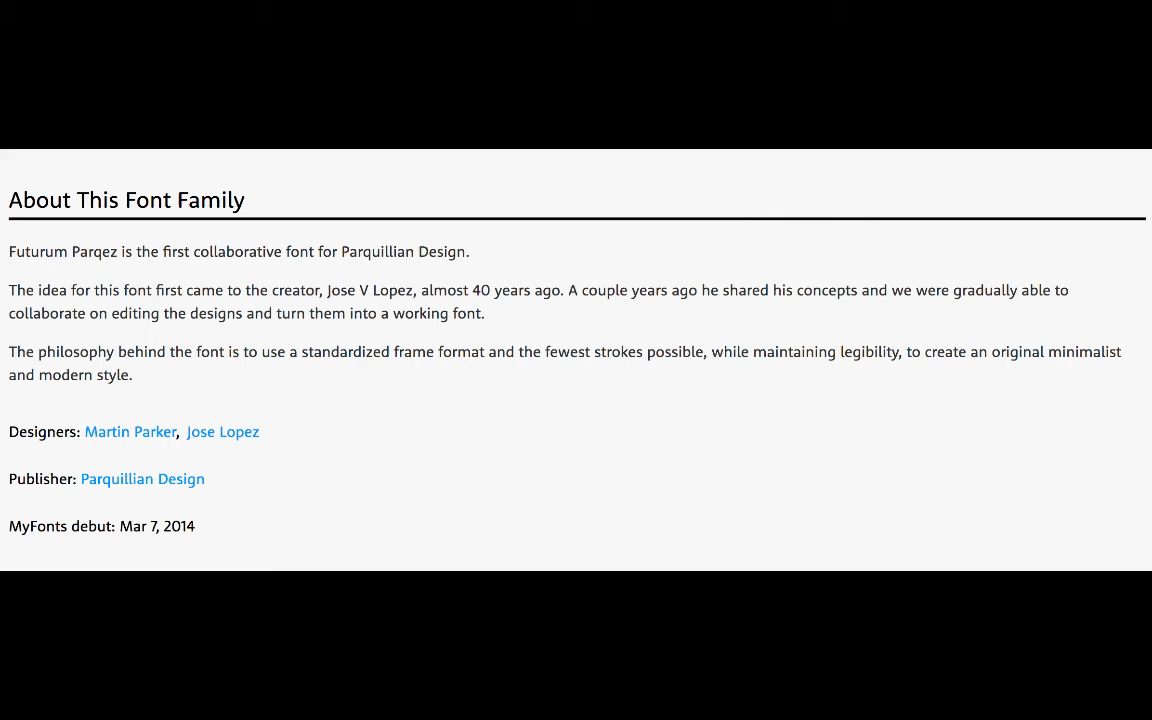 About This Font Family
Futurum Parqez is the first collaborative font for Parquillian Design.
The idea for this font first came to the creator, Jose V Lopez, almost 40 years ago. A couple years ago he shared his concepts and we were gradually able to
collaborate on editing the designs and turn them into a working font.
The philosophy behind the font is to use a standardized frame format and the fewest strokes possible, while maintaining legibility, to create an original minimalist
and modern style.
Designers: Martin Parker, Jose Lopez
Publisher: Parquillian Design
MyFonts debut: Mar 7, 2014